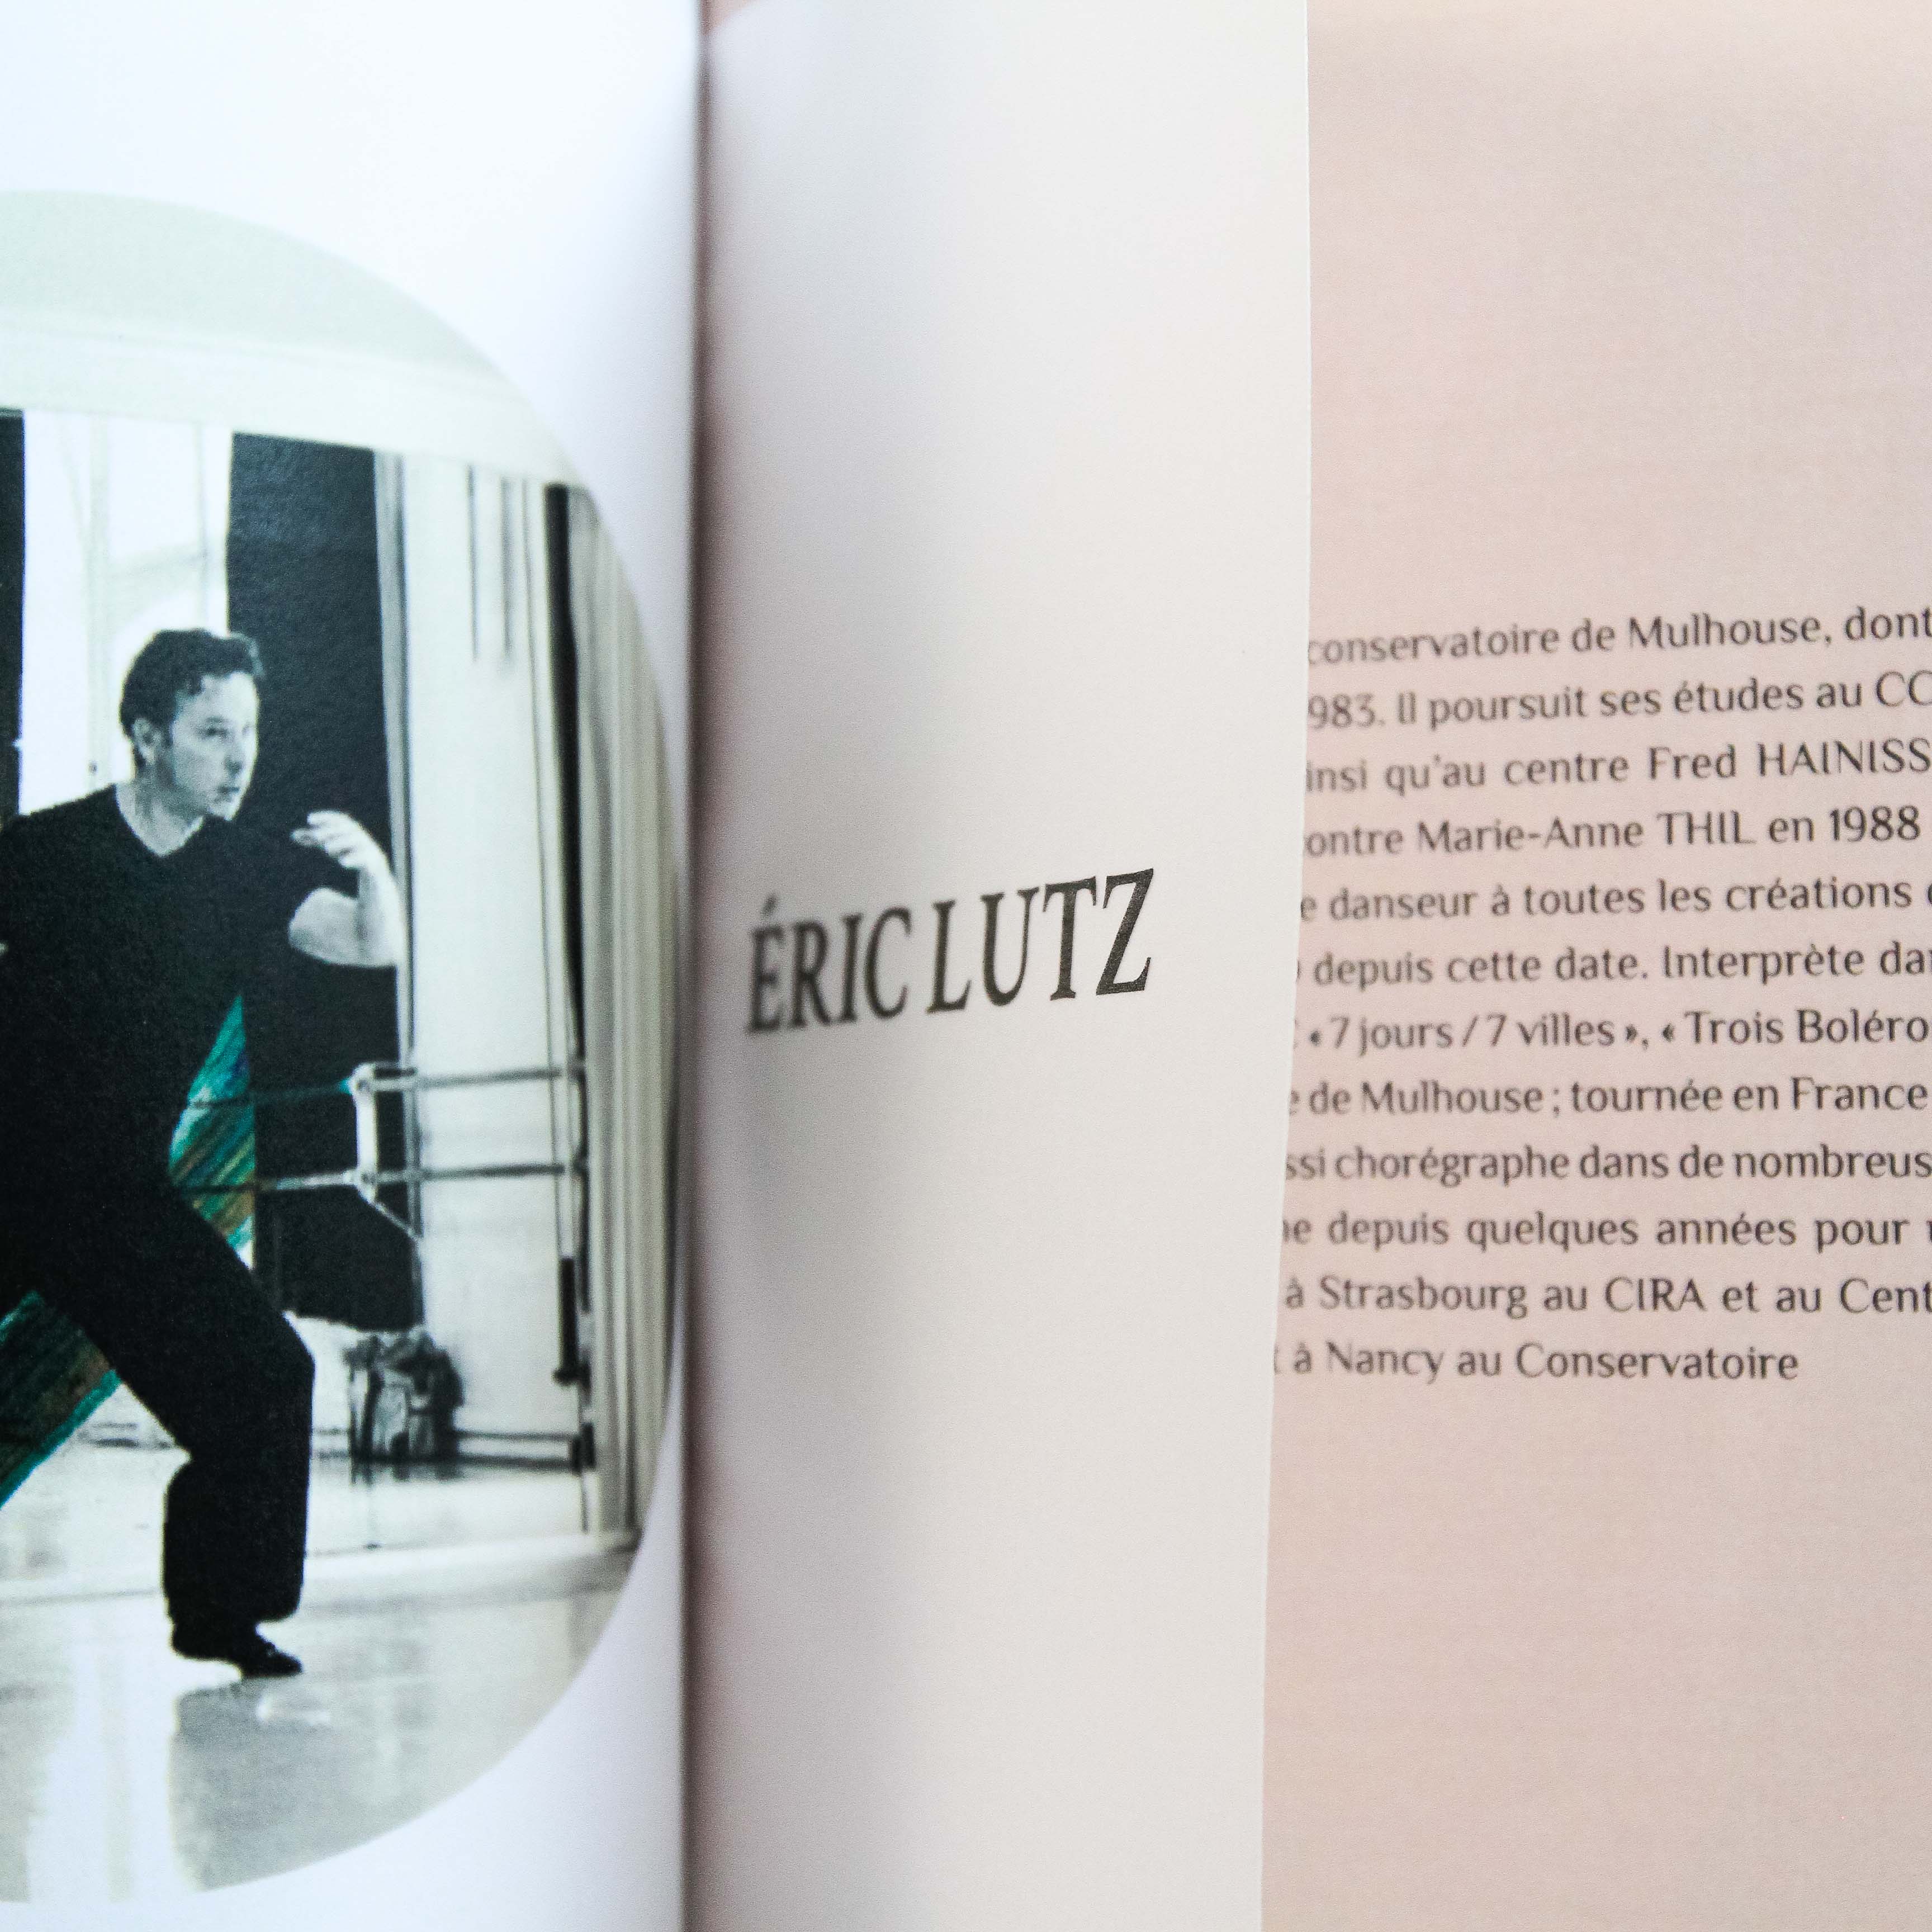 ÉRIC LUTZ
conservatoire de Mulhouse, dont
983. Il poursuit ses études au CC
insi qu'au centre Fred HAINISS
ontre Marie-Anne THIL en 1988
e danseur à toutes les créations
depuis cette date. Interprète dan
« 7 jours / 7 villes », « Trois Boléro
e de Mulhouse ; tournée en France
ssi chorégraphe dans de nombreus
e depuis quelques années pour
à Strasbourg au CIRA et au Cent
t à Nancy au Conservatoire